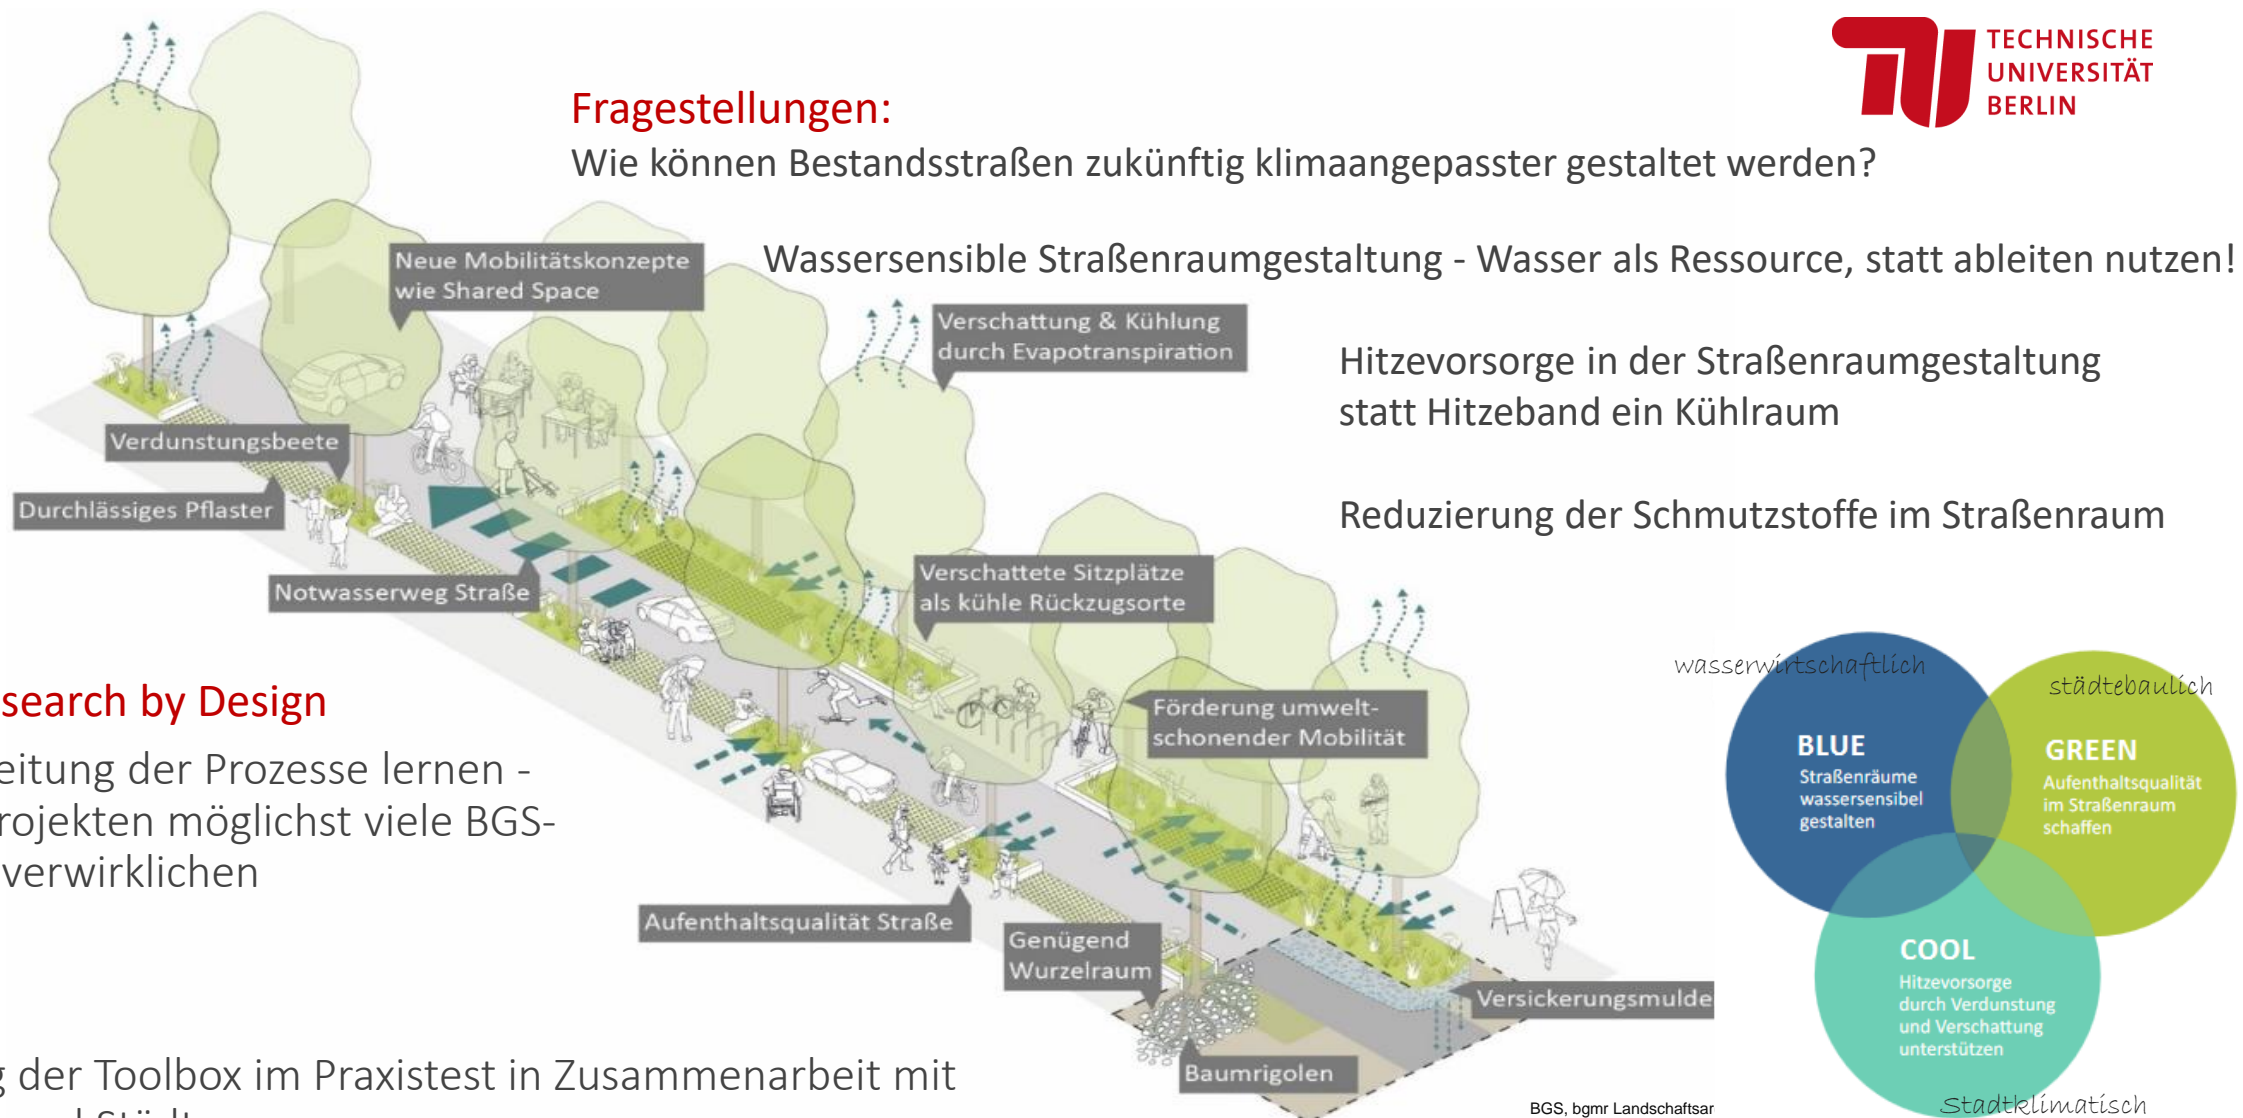 TECHNISCHE
UNIVERSITÄT
BERLIN
Fragestellungen:
Wie können Bestandsstraßen zukünftig klimaangepasster gestaltet werden?
Wassersensible Straßenraumgestaltung - Wasser als Ressource, statt ableiten nutzen!
Hitzevorsorge in der Straßenraumgestaltung
statt Hitzeband ein Kühlraum
Reduzierung der Schmutzstoffe im Straßenraum
Neue Mobilitätskonzepte
wie Shared Space
Verschattung & Kühlung
durch Evapotranspiration
Verdunstungsbeete
Durchlässiges Pflaster
Notwasserweg Straße
Verschattete Sitzplätze
als kühle Rückzugsorte
Förderung umwelt-
schonender Mobilität
Aufenthaltsqualität Straße
Genügend
Wurzelraum
Versickerungsmulde
Baumrigolen
search by Design
eitung der Prozesse lernen -
rojekten möglichst viele BGS-
verwirklichen
g der Toolbox im Praxistest in Zusammenarbeit mit
wasserwirtschaftlich
BLUE
Straßenräume
wassersensibel
gestalten
städtebaulich
GREEN
Aufenthaltsqualität
im Straßenraum
schaffen
COOL
Hitzevorsorge
durch Verdunstung
und Verschattung
unterstützen
Stadtklimatisch
BGS, bgmr Landschaftsar